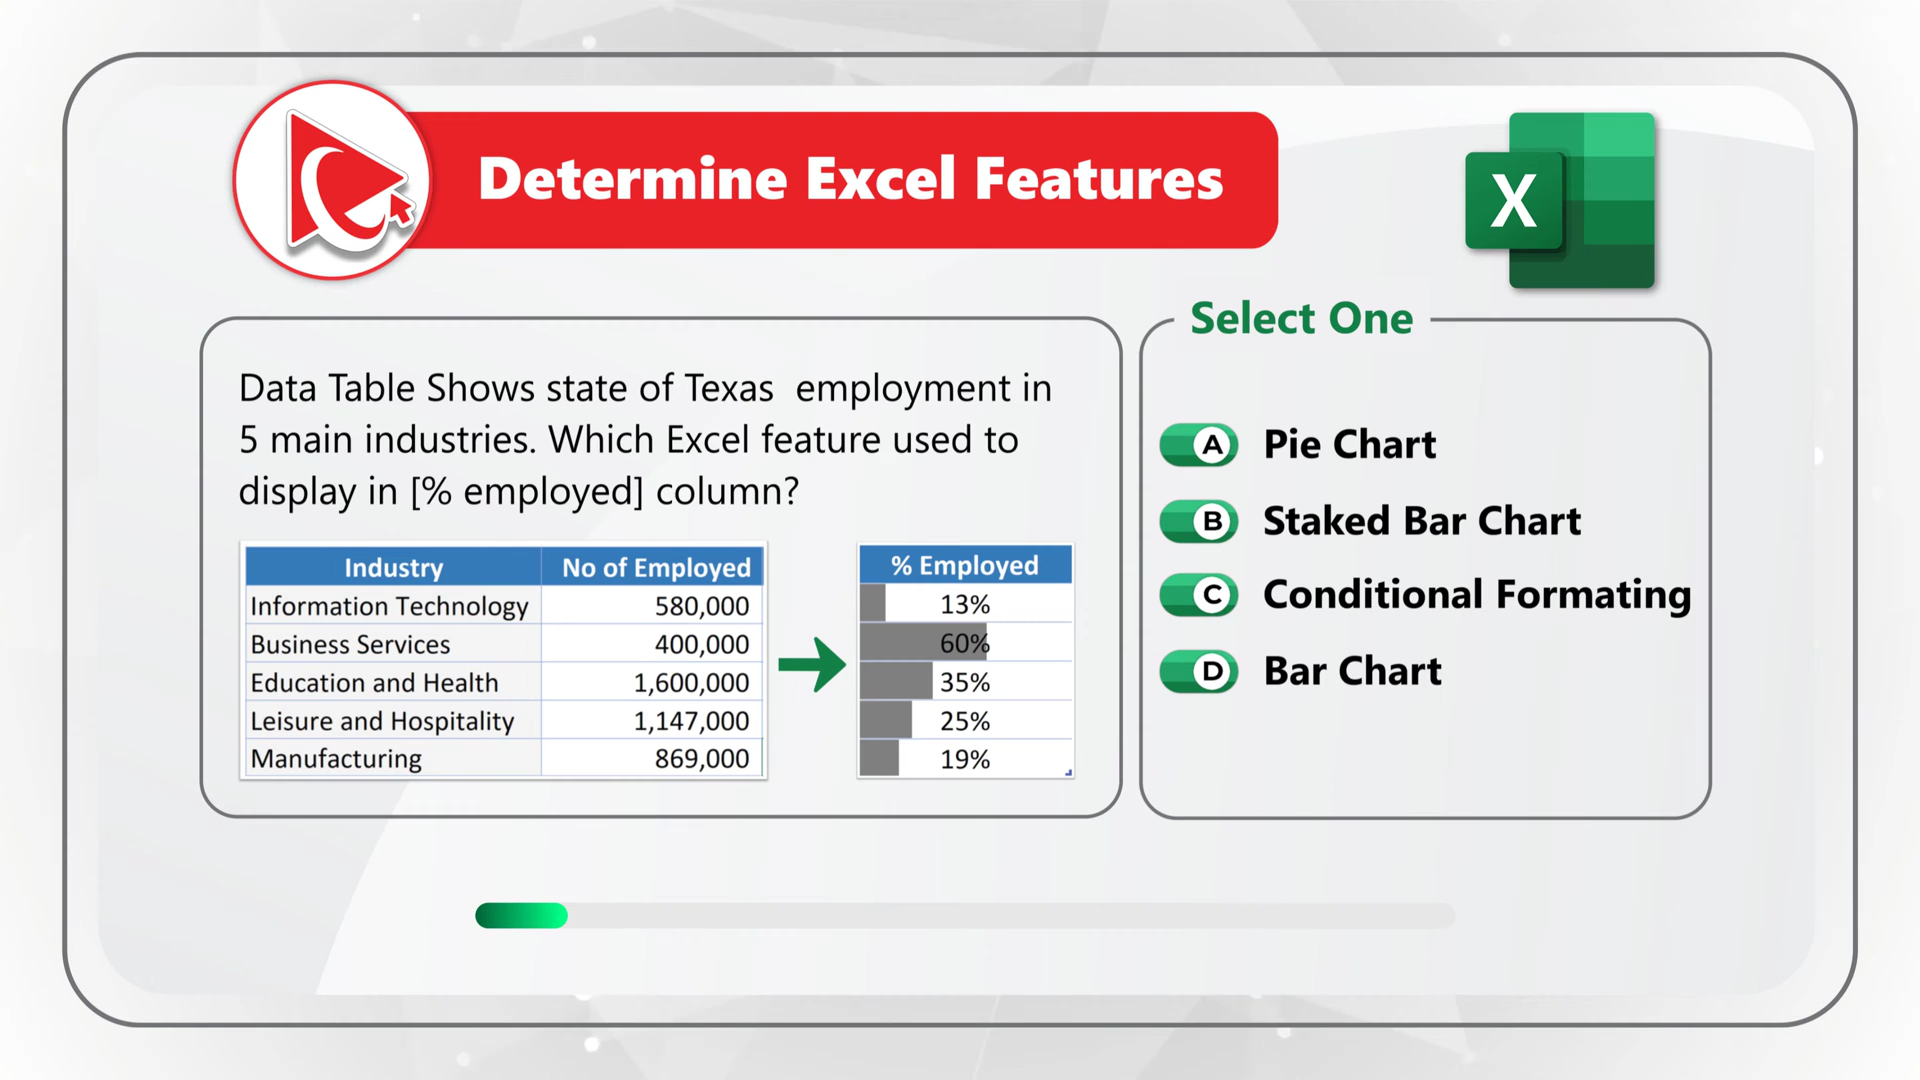 Determine Excel Features
X
Data Table Shows state of Texas employment in
5 main industries. Which Excel feature used to
display in [% employed] column?
Industry No of Employed
Information Technology 580,000
Business Services 400,000
Education and Health 1,600,000
Leisure and Hospitality 1,147,000
Manufacturing 869,000
% Employed
13%
60%
35%
25%
19%
Select One
A Pie Chart
B Staked Bar Chart
C Conditional Formating
D Bar Chart